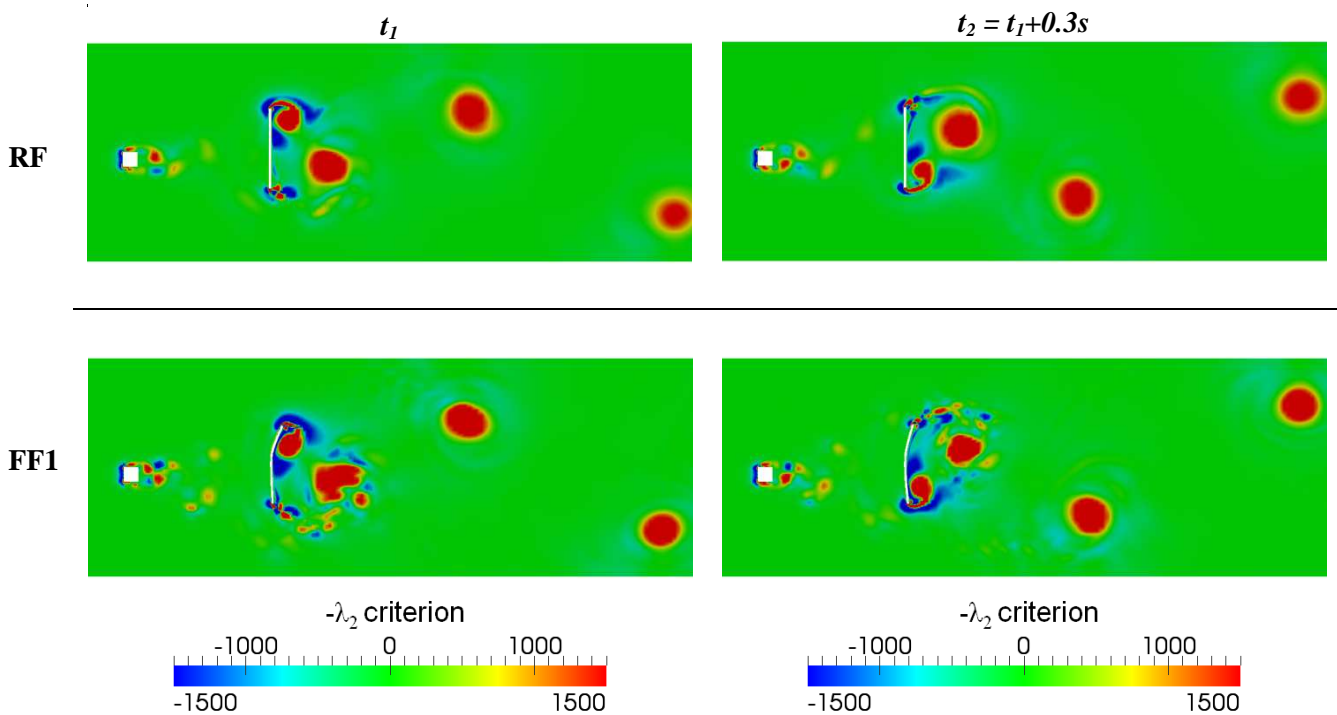 t₁
t₂ = t₁+0.3s
RF
FF1
-λ₂ criterion
-1000 0 1000
-1500 1500
-λ₂ criterion
-1000 0 1000
-1500 1500